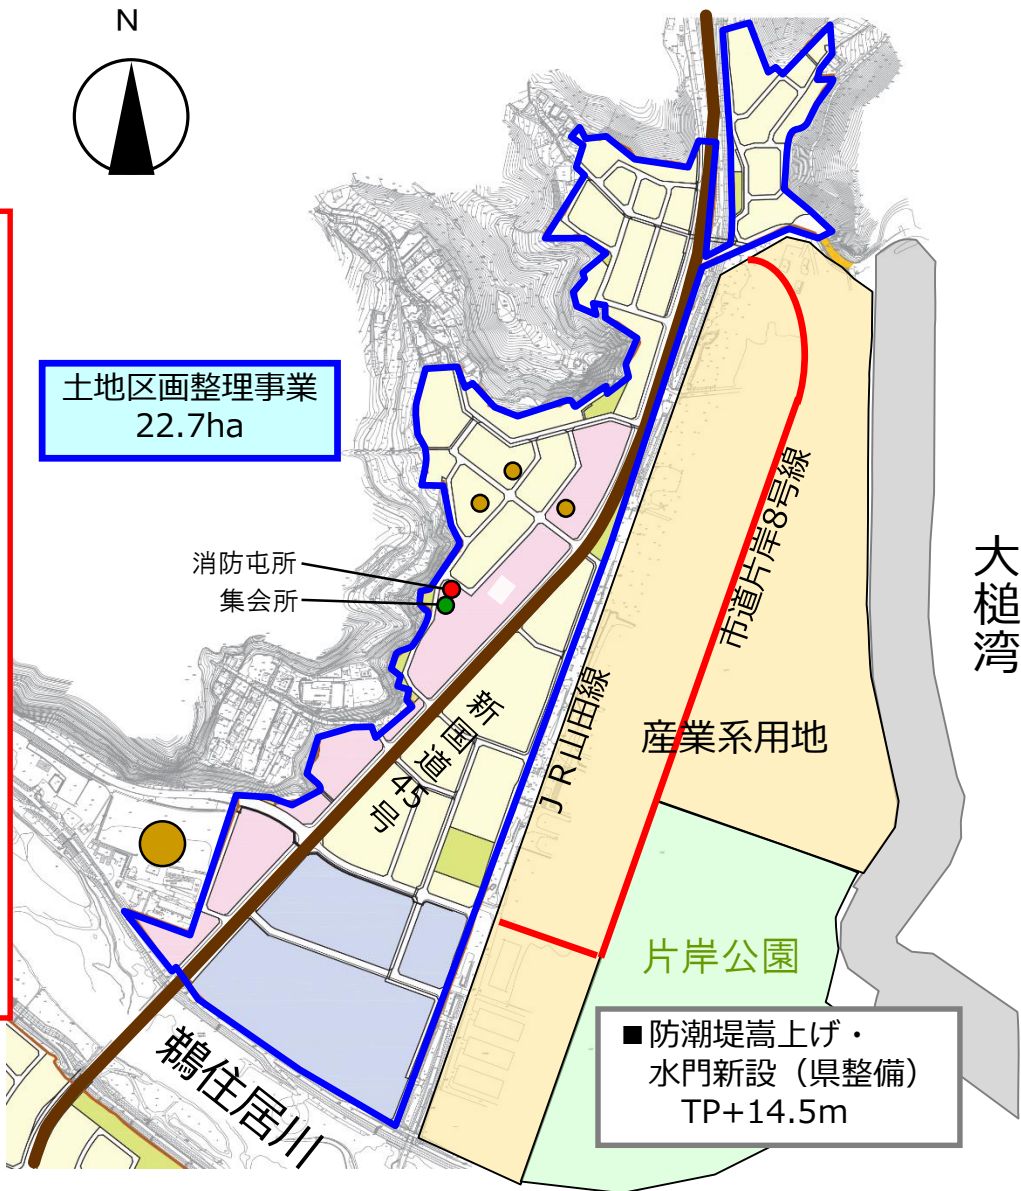 N
土地区画整理事業
22.7ha
消防屯所
集会所
市道片岸8号線
大槌湾
新国道45号
ＪＲ山田線
産業系用地
片岸公園
鵜住居川
■防潮堤嵩上げ・
水門新設（県整備）
TP+14.5m